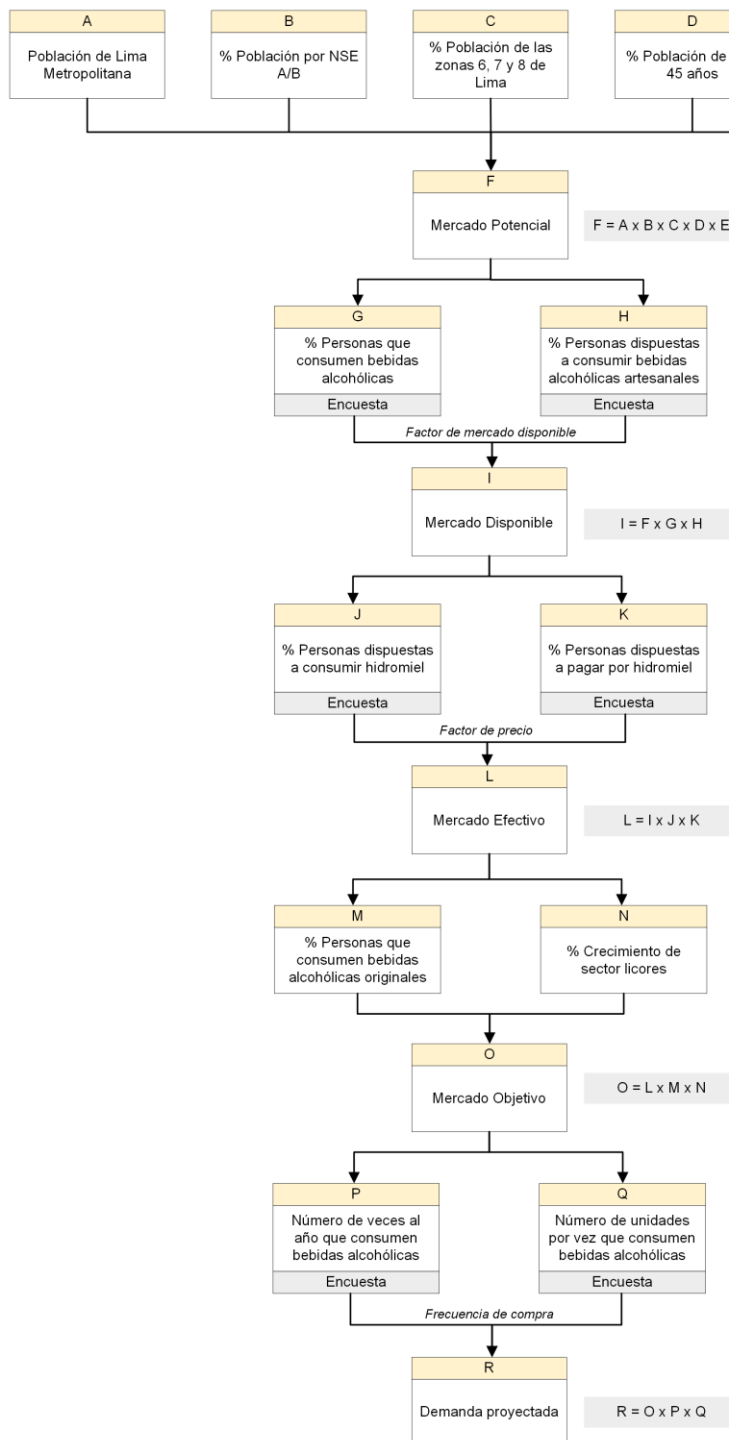 A
B
C
D
Población de Lima
Metropolitana
% Población por NSE
A/B
% Población de las
zonas 6, 7 y 8 de
Lima
% Población de
45 años
F
Mercado Potencial
F = A x B x C x D x E
G
% Personas que
consumen bebidas
alcohólicas
Encuesta
H
% Personas dispuestas
a consumir bebidas
alcohólicas artesanales
Encuesta
Factor de mercado disponible
I
Mercado Disponible
I = F x G x H
J
% Personas dispuestas
a consumir hidromiel
Encuesta
K
% Personas dispuestas
a pagar por hidromiel
Encuesta
Factor de precio
L
Mercado Efectivo
L = I x J x K
M
% Personas que
consumen bebidas
alcohólicas originales
N
% Crecimiento de
sector licores
O
Mercado Objetivo
O = L x M x N
P
Número de veces al
año que consumen
bebidas alcohólicas
Encuesta
Q
Número de unidades
por vez que consumen
bebidas alcohólicas
Encuesta
Frecuencia de compra
R
Demanda proyectada
R = O x P x Q